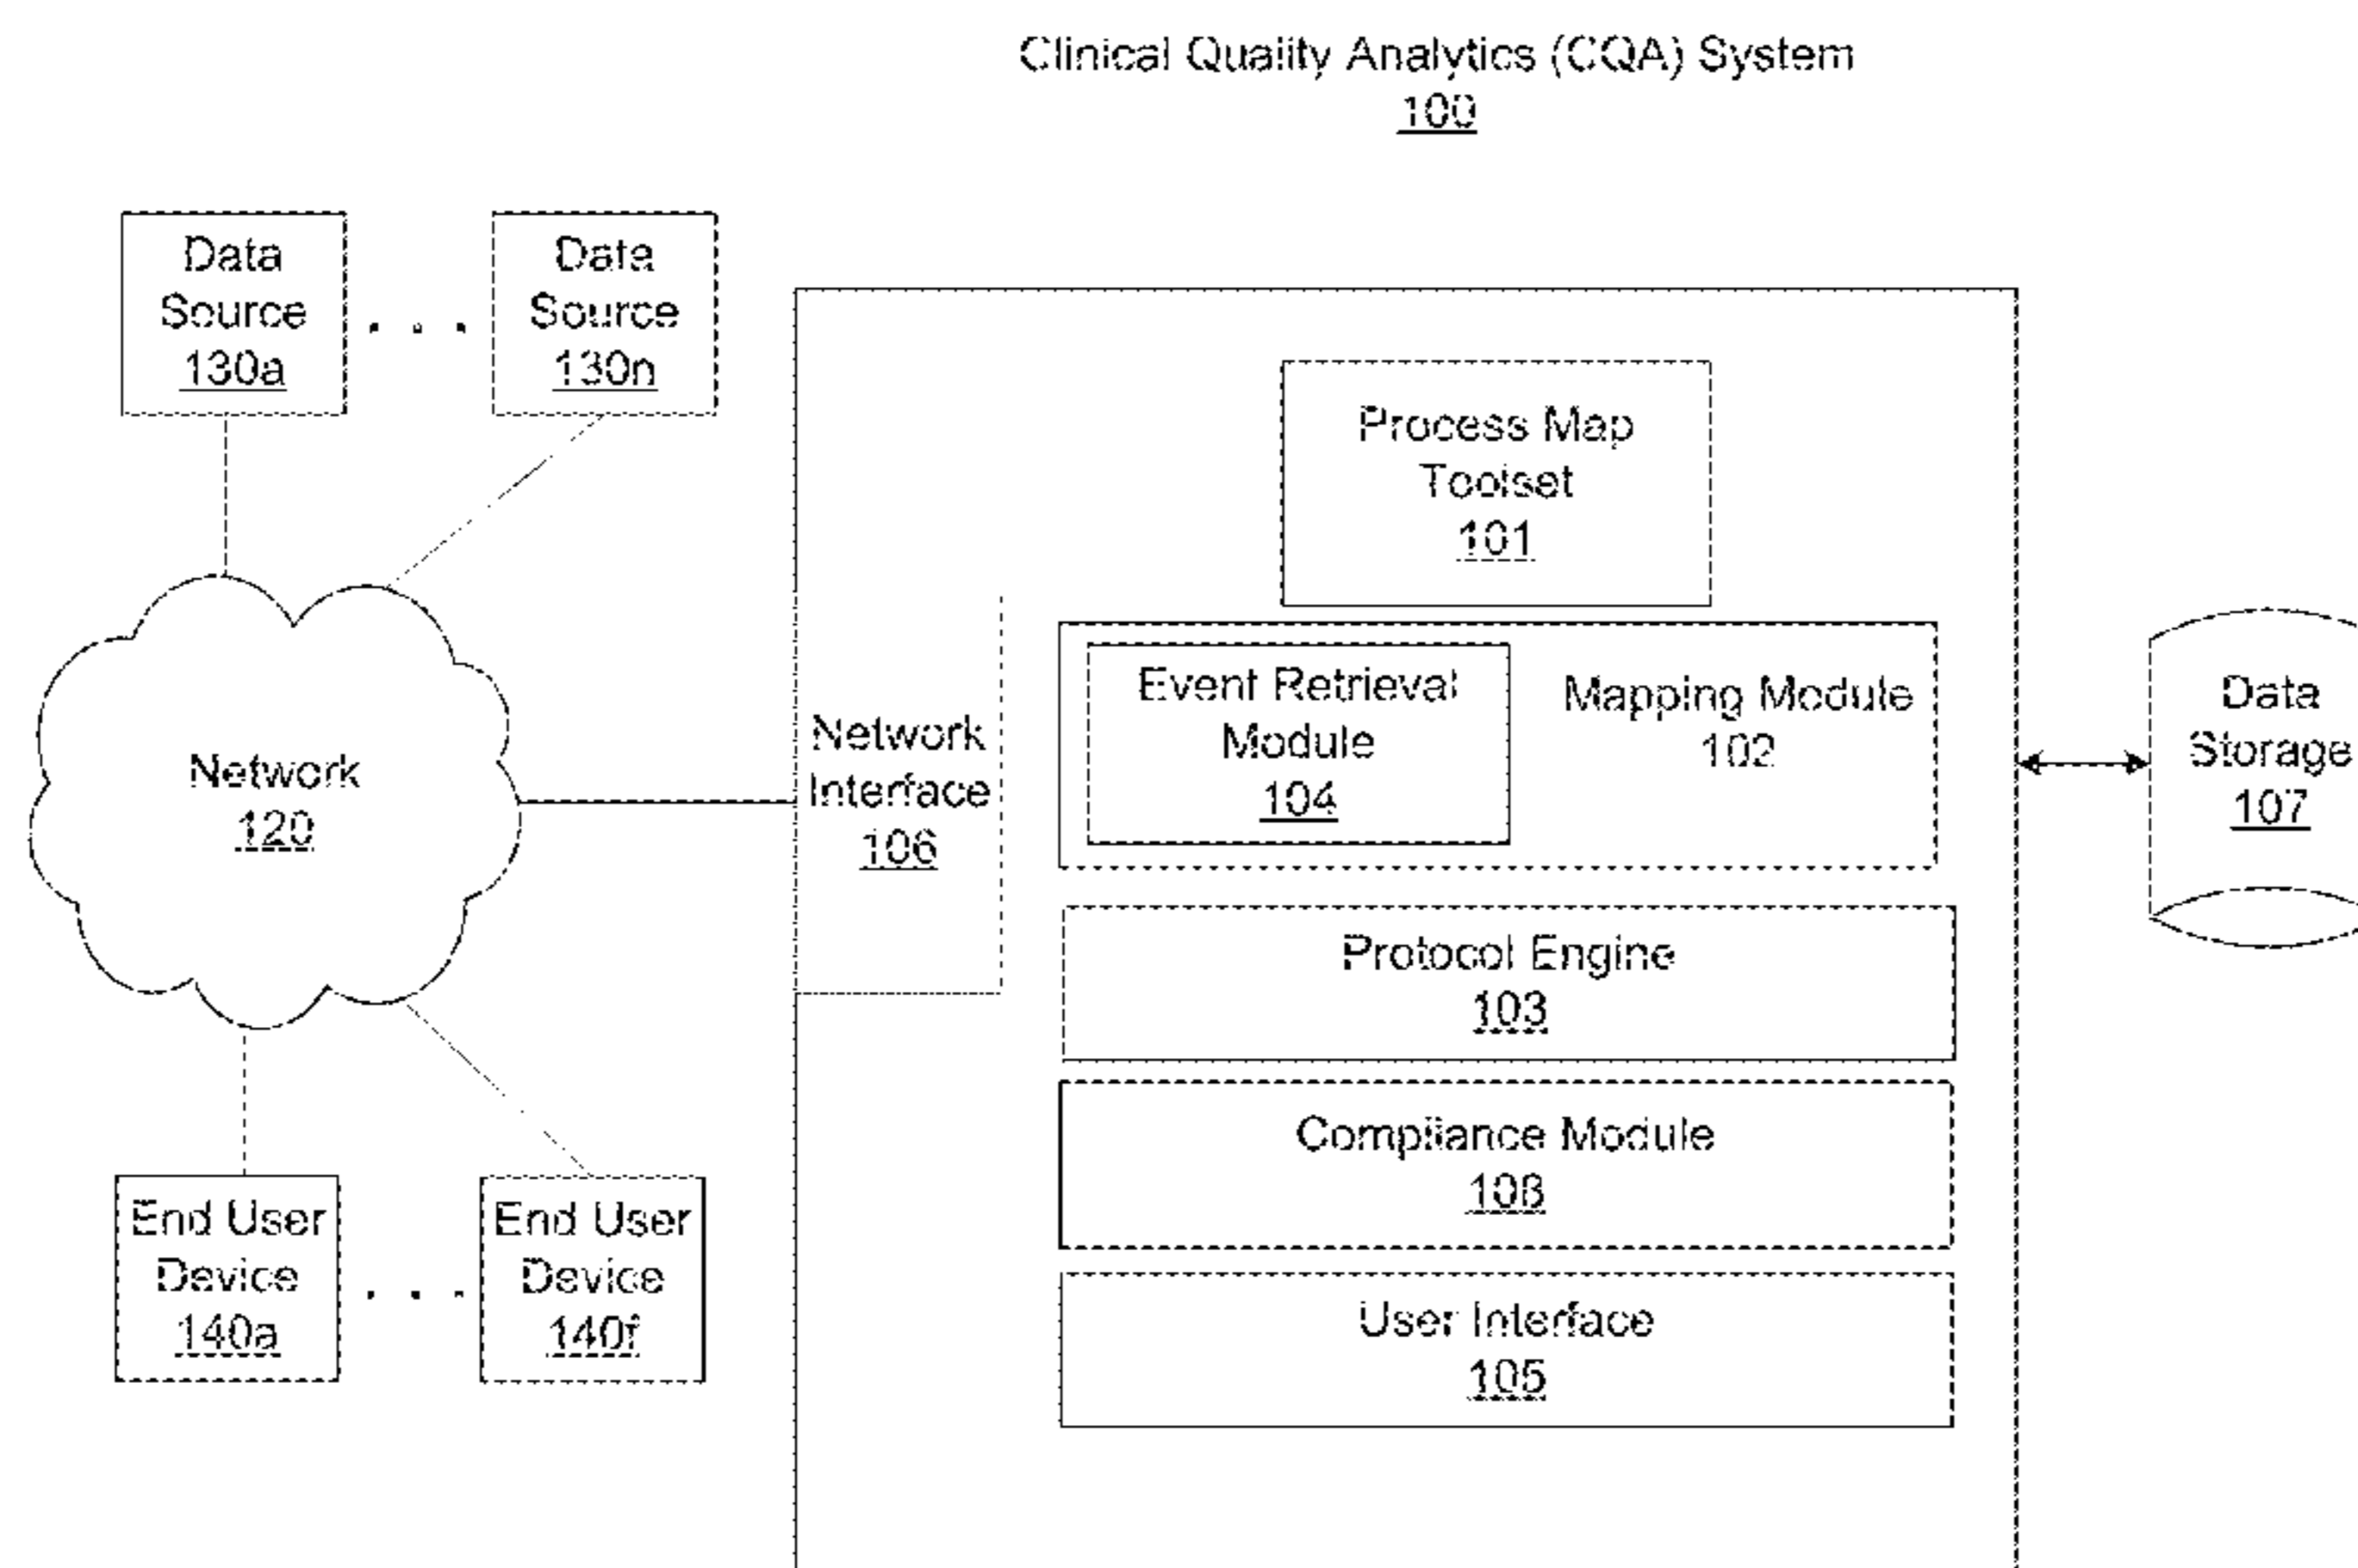 Clinical Quality Analytics (CQA) System
100
Data
Source
130a
Data
Source
130n
Process Map
Toolset
101
Event Retrieval
Module
104
Mapping Module
102
Network
Interface
106
Network
120
Data
Storage
107
Protocol Engine
103
Compliance Module
108
End User
Device
140a
End User
Device
140f
User Interface
105